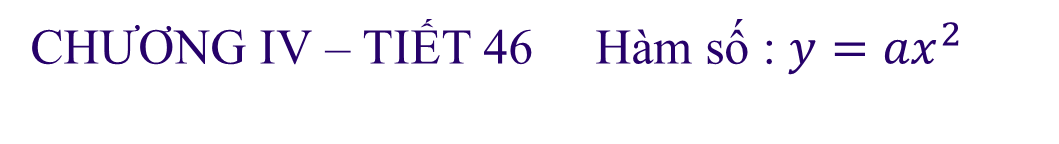 CHƯƠNG IV – TIẾT 46 Hàm số : y = ax²